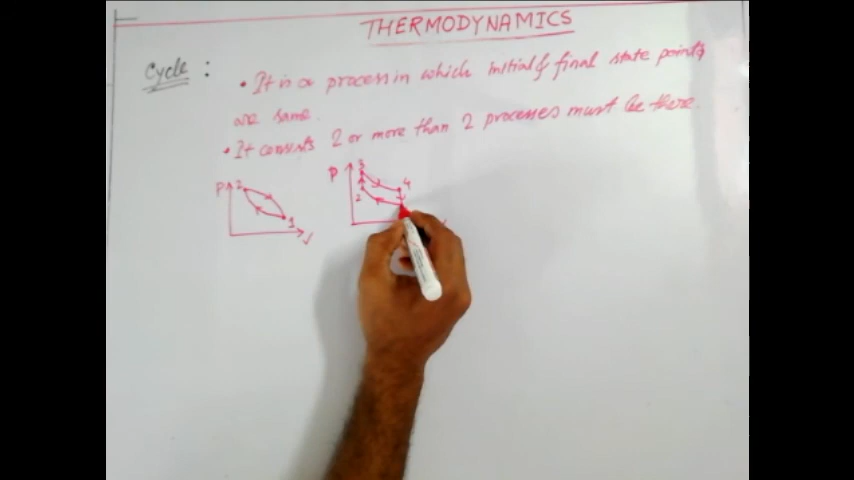 THERMODYNAMICS
Cycle :
• It is a process in which initial & final state points
are same.
• It consists 2 or more than 2 processes must be there.
P 2 1 V
P 3 4 2